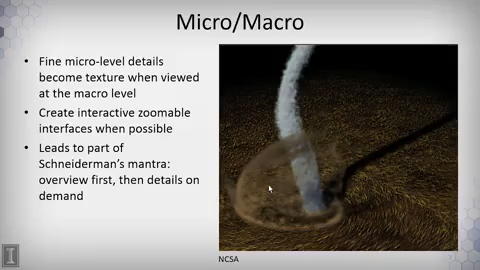 Micro/Macro
• Fine micro-level details
become texture when viewed
at the macro level
• Create interactive zoomable
interfaces when possible
• Leads to part of
Schneiderman's mantra:
overview first, then details on
demand
NCSA
I